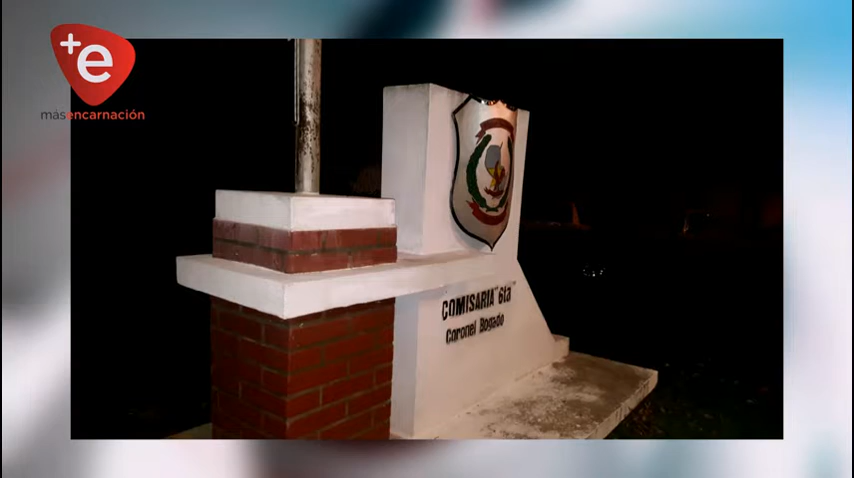 +e
másencarnación
COMISARIA "6ta"
Coronel Bogado